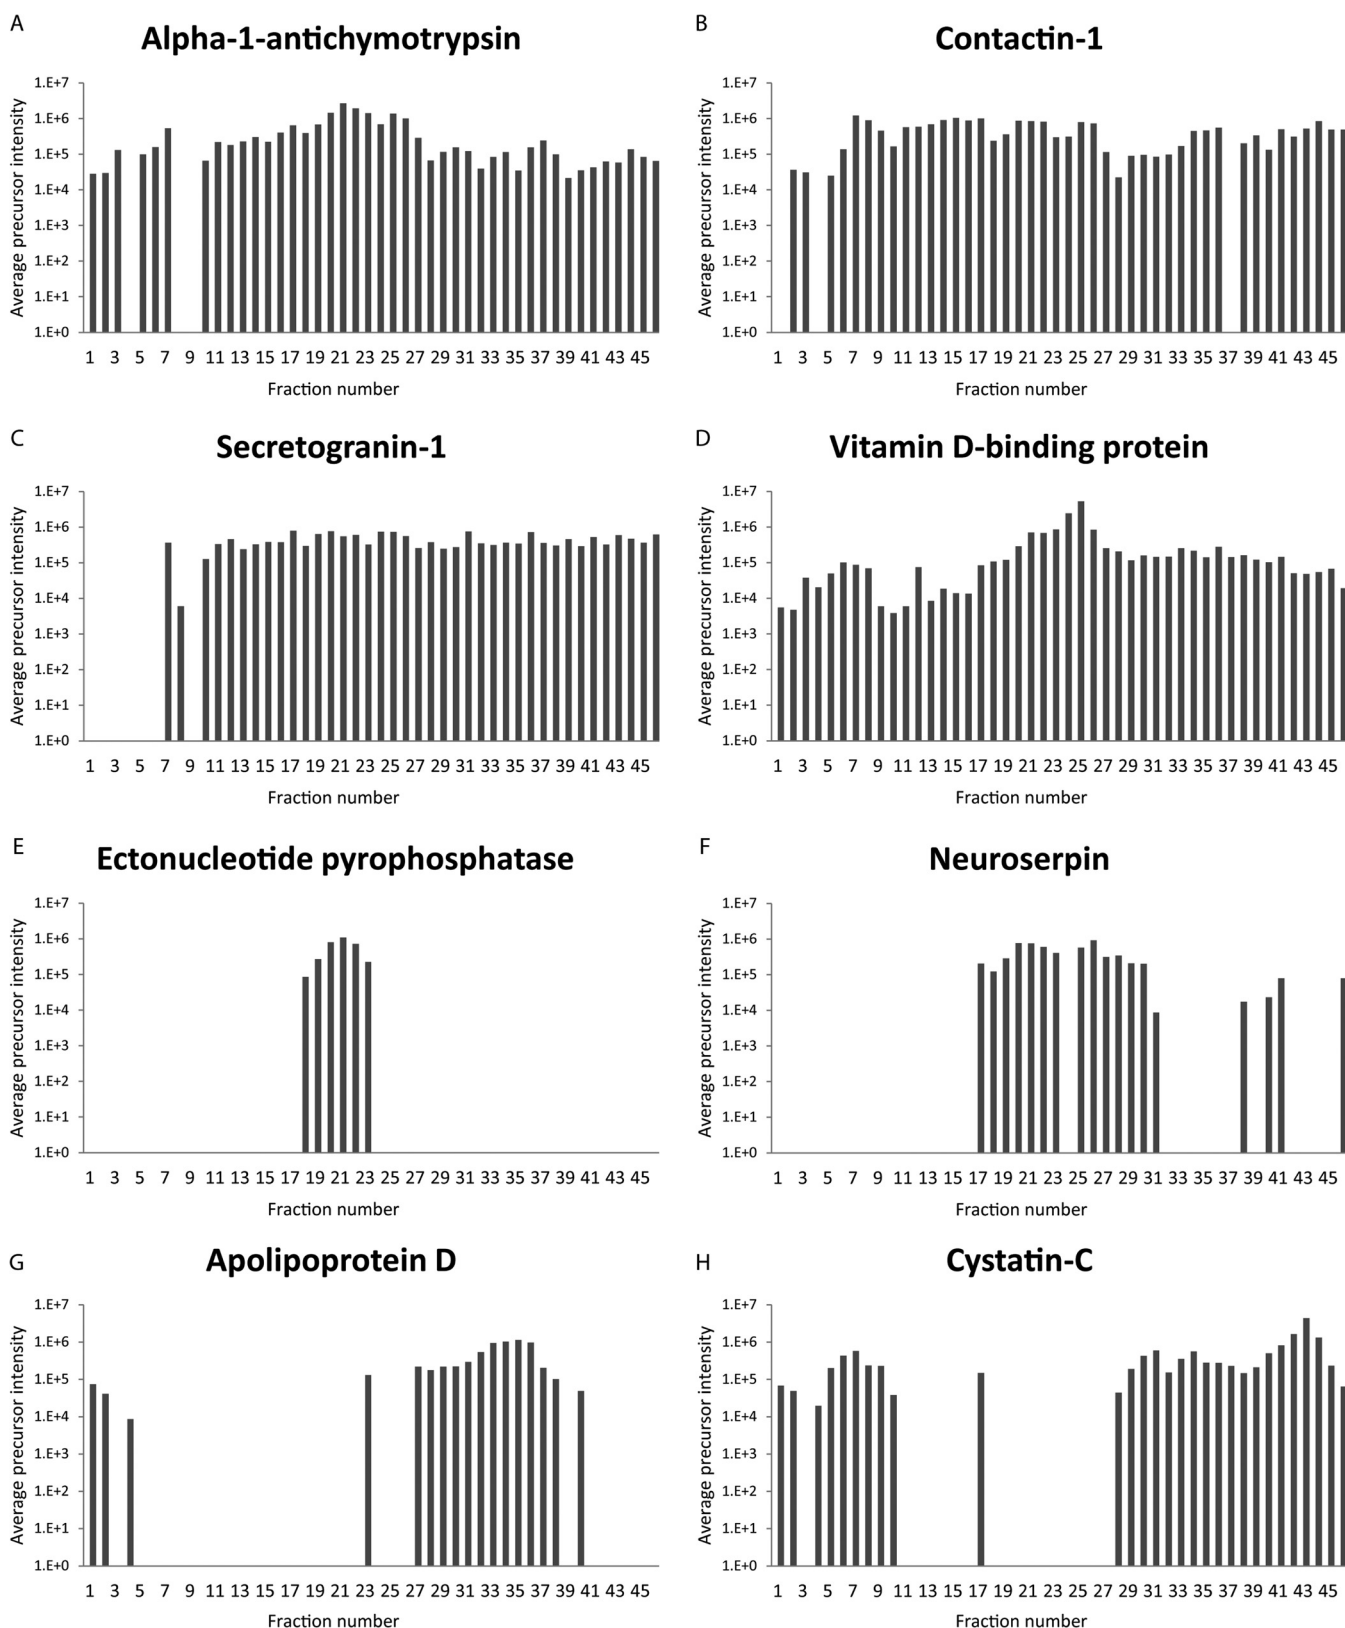 A
Alpha-1-antichymotrypsin
Average precursor intensity
1.E+7
1.E+6
1.E+5
1.E+4
1.E+3
1.E+2
1.E+1
1.E+0
1 3 5 7 9 11 13 15 17 19 21 23 25 27 29 31 33 35 37 39 41 43 45
Fraction number
B
Contactin-1
Average precursor intensity
1.E+7
1.E+6
1.E+5
1.E+4
1.E+3
1.E+2
1.E+1
1.E+0
1 3 5 7 9 11 13 15 17 19 21 23 25 27 29 31 33 35 37 39 41 43 45
Fraction number
C
Secretogranin-1
Average precursor intensity
1.E+7
1.E+6
1.E+5
1.E+4
1.E+3
1.E+2
1.E+1
1.E+0
1 3 5 7 9 11 13 15 17 19 21 23 25 27 29 31 33 35 37 39 41 43 45
Fraction number
D
Vitamin D-binding protein
Average precursor intensity
1.E+7
1.E+6
1.E+5
1.E+4
1.E+3
1.E+2
1.E+1
1.E+0
1 3 5 7 9 11 13 15 17 19 21 23 25 27 29 31 33 35 37 39 41 43 45
Fraction number
E
Ectonucleotide pyrophosphatase
Average precursor intensity
1.E+7
1.E+6
1.E+5
1.E+4
1.E+3
1.E+2
1.E+1
1.E+0
1 3 5 7 9 11 13 15 17 19 21 23 25 27 29 31 33 35 37 39 41 43 45
Fraction number
F
Neuroserpin
Average precursor intensity
1.E+7
1.E+6
1.E+5
1.E+4
1.E+3
1.E+2
1.E+1
1.E+0
1 3 5 7 9 11 13 15 17 19 21 23 25 27 29 31 33 35 37 39 41 43 45
Fraction number
G
Apolipoprotein D
Average precursor intensity
1.E+7
1.E+6
1.E+5
1.E+4
1.E+3
1.E+2
1.E+1
1.E+0
1 3 5 7 9 11 13 15 17 19 21 23 25 27 29 31 33 35 37 39 41 43 45
Fraction number
H
Cystatin-C
Average precursor intensity
1.E+7
1.E+6
1.E+5
1.E+4
1.E+3
1.E+2
1.E+1
1.E+0
1 3 5 7 9 11 13 15 17 19 21 23 25 27 29 31 33 35 37 39 41 43 45
Fraction number